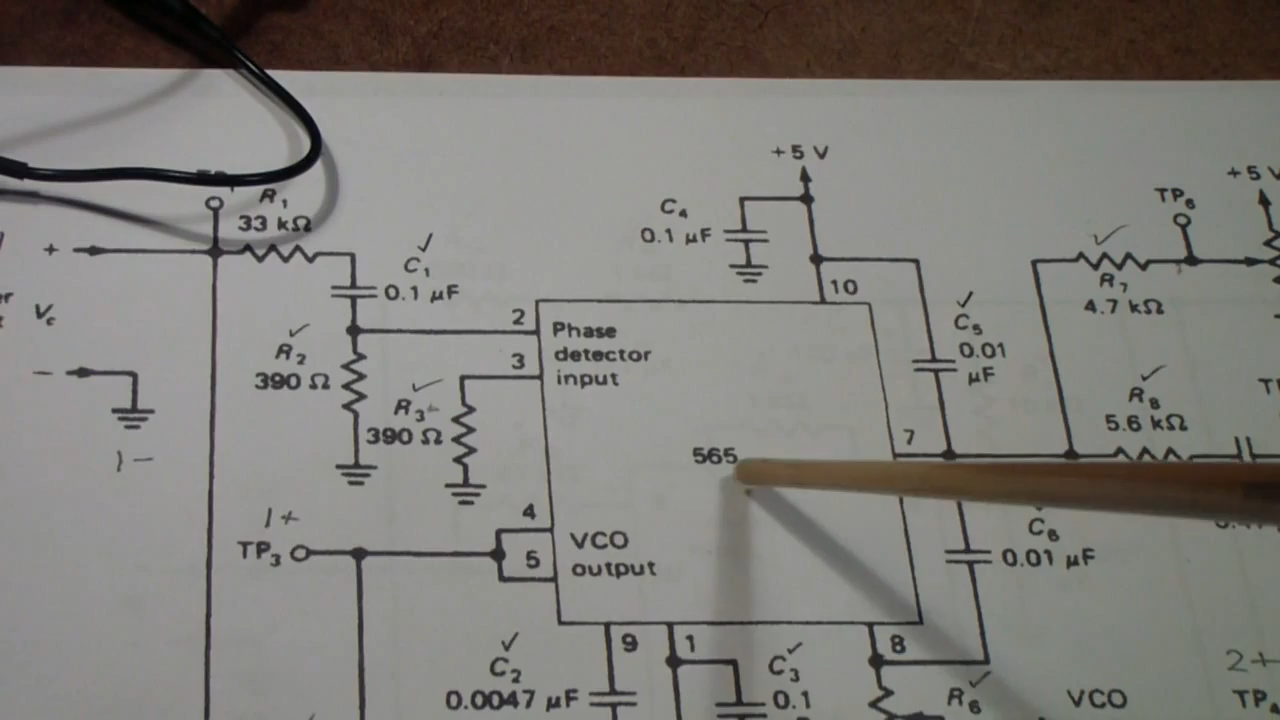 +5 V
+5 V
TP₆
R₁
33 kΩ
C₄
0.1 μF
C₁
0.1 μF
+
V꜀
−
10
R₇
4.7 kΩ
2
Phase
detector
input
3
C₅
0.01
μF
R₂
390 Ω
R₃
390 Ω
R₈
5.6 kΩ
7
565
1−
1+
TP₃
4
5
VCO
output
C₆
0.01 μF
9
1
8
C₂
0.0047 μF
C₃
0.1
R₆
VCO
2+